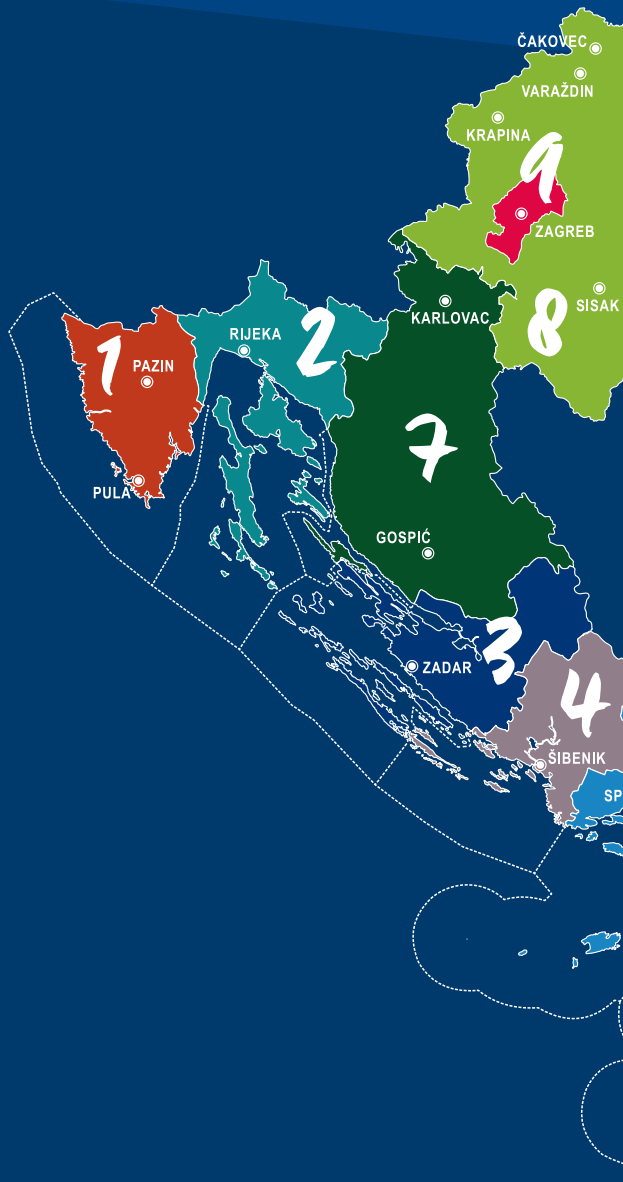 ČAKOVEC
VARAŽDIN
KRAPINA
9
ZAGREB
SISAK
8
KARLOVAC
RIJEKA
2
1
PAZIN
7
PULA
GOSPIĆ
3
ZADAR
4
ŠIBENIK
SP